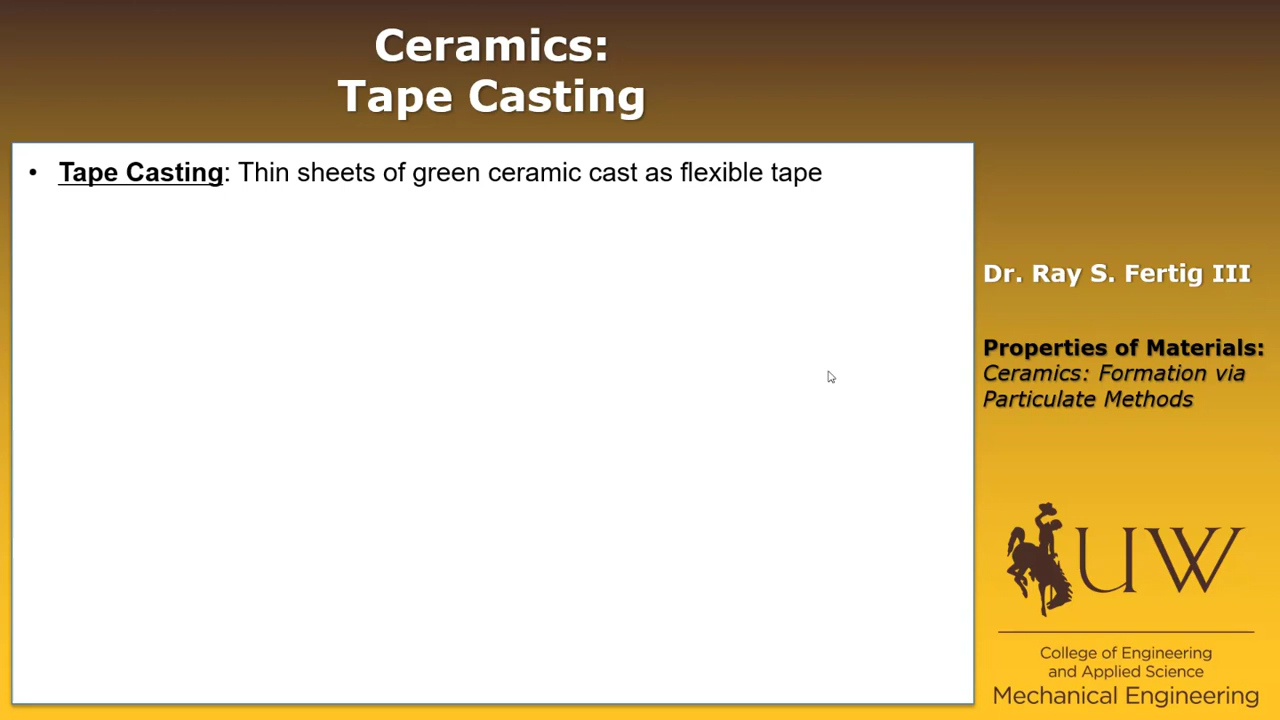 Ceramics:
Tape Casting
• Tape Casting: Thin sheets of green ceramic cast as flexible tape
Dr. Ray S. Fertig III
Properties of Materials:
Ceramics: Formation via
Particulate Methods
UW
College of Engineering
and Applied Science
Mechanical Engineering